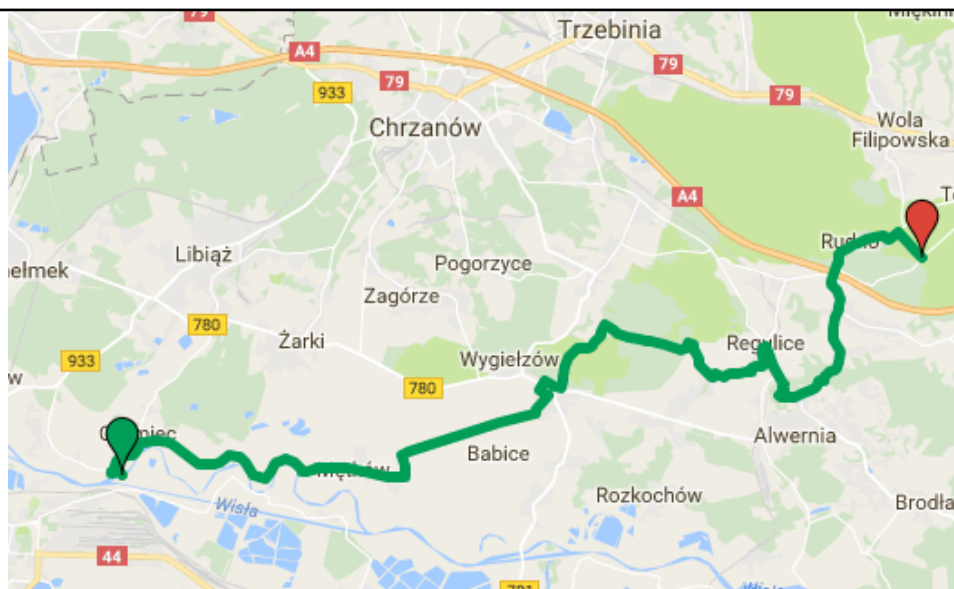 79
Trzebinia
A4
79
79
79
933
Chrzanów
Wola
Filipowska
A4
Libiąż
Pogorzyce
Zagórze
780
Żarki
933
Wygiełzów
Regulice
780
Babice
Alwernia
Wisła
Rozkochów
44